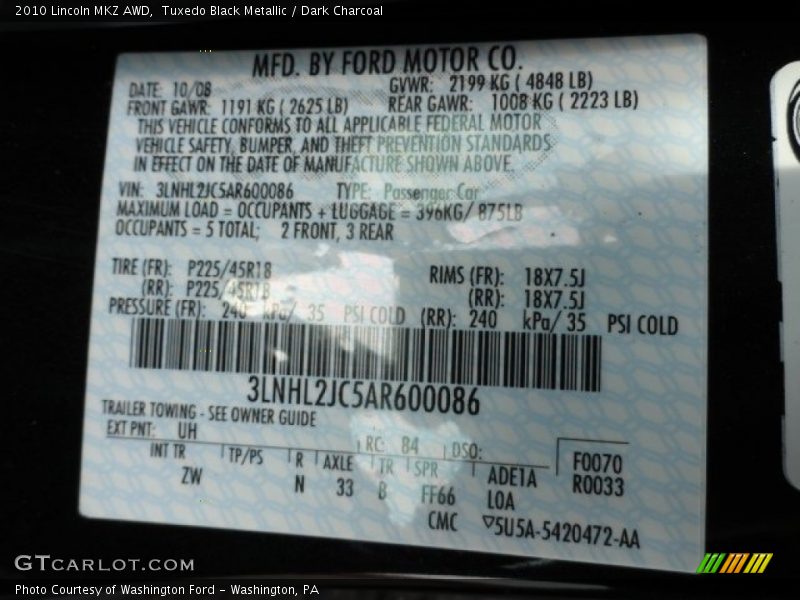 2010 Lincoln MKZ AWD,  Tuxedo Black Metallic / Dark Charcoal
MFD. BY FORD MOTOR CO.
DATE: 10/08 GVWR: 2199 KG ( 4848 LB)
FRONT GAWR: 1191 KG ( 2625 LB) REAR GAWR: 1008 KG ( 2223 LB)
THIS VEHICLE CONFORMS TO ALL APPLICABLE FEDERAL MOTOR
VEHICLE SAFETY, BUMPER, AND THEFT PREVENTION STANDARDS
IN EFFECT ON THE DATE OF MANUFACTURE SHOWN ABOVE.
VIN: 3LNHL2JC5AR600086 TYPE: Passenger Car
MAXIMUM LOAD = OCCUPANTS + LUGGAGE = 396KG/ 875LB
OCCUPANTS = 5 TOTAL; 2 FRONT, 3 REAR
TIRE (FR): P225/45R18 RIMS (FR): 18X7.5J
(RR): P225/45R18 (RR): 18X7.5J
PRESSURE (FR): 240 kPa/ 35 PSI COLD (RR): 240 kPa/ 35 PSI COLD
3LNHL2JC5AR600086
TRAILER TOWING - SEE OWNER GUIDE
EXT PNT: UH RC: 84 DSO: F0070
INT TR TP/PS R AXLE TR SPR ADE1A R0033
ZW N 33 B FF66 LOA
CMC ▽5U5A-5420472-AA
GTCARLOT.COM
Photo Courtesy of Washington Ford – Washington, PA